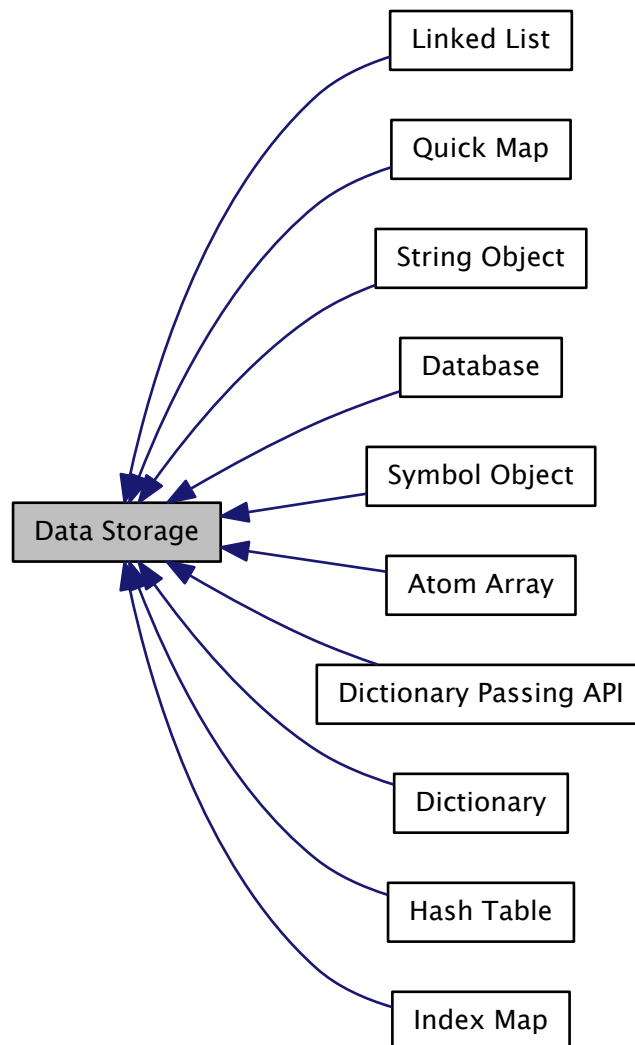 Linked List
Quick Map
String Object
Database
Symbol Object
Data Storage
Atom Array
Dictionary Passing API
Dictionary
Hash Table
Index Map